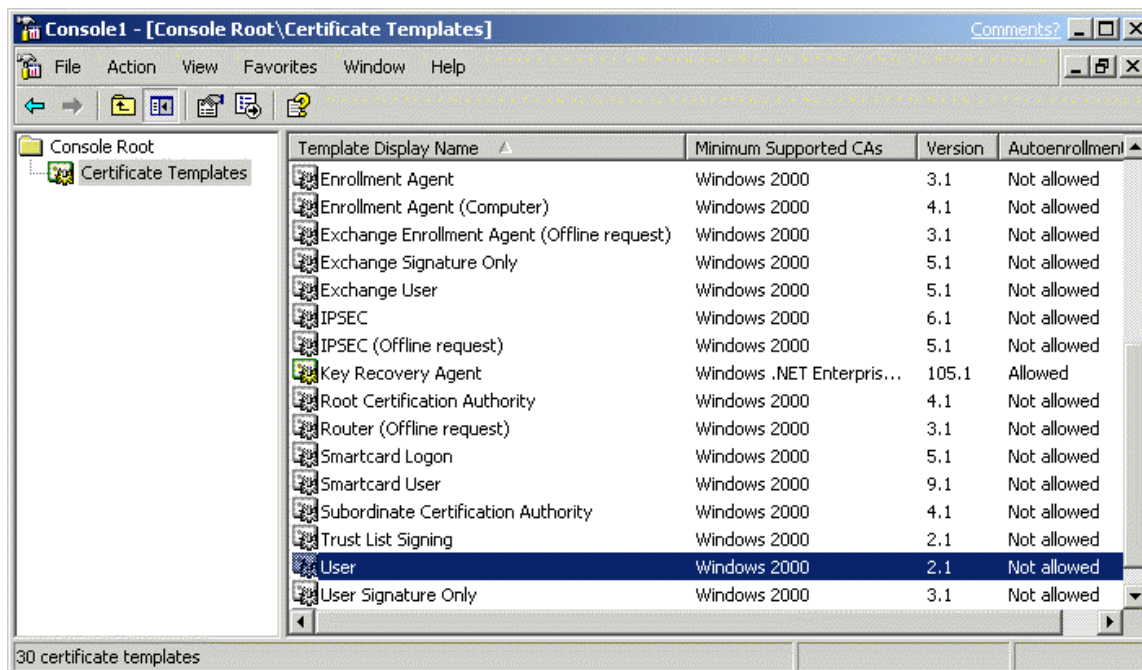 Console1 - [Console Root\Certificate Templates] Comments?
File Action View Favorites Window Help
Console Root
Certificate Templates
Template Display Name Minimum Supported CAs Version Autoenrollment
Enrollment Agent Windows 2000 3.1 Not allowed
Enrollment Agent (Computer) Windows 2000 4.1 Not allowed
Exchange Enrollment Agent (Offline request) Windows 2000 3.1 Not allowed
Exchange Signature Only Windows 2000 5.1 Not allowed
Exchange User Windows 2000 5.1 Not allowed
IPSEC Windows 2000 6.1 Not allowed
IPSEC (Offline request) Windows 2000 5.1 Not allowed
Key Recovery Agent Windows .NET Enterpris... 105.1 Allowed
Root Certification Authority Windows 2000 4.1 Not allowed
Router (Offline request) Windows 2000 3.1 Not allowed
Smartcard Logon Windows 2000 5.1 Not allowed
Smartcard User Windows 2000 9.1 Not allowed
Subordinate Certification Authority Windows 2000 4.1 Not allowed
Trust List Signing Windows 2000 2.1 Not allowed
User Windows 2000 2.1 Not allowed
User Signature Only Windows 2000 3.1 Not allowed
30 certificate templates